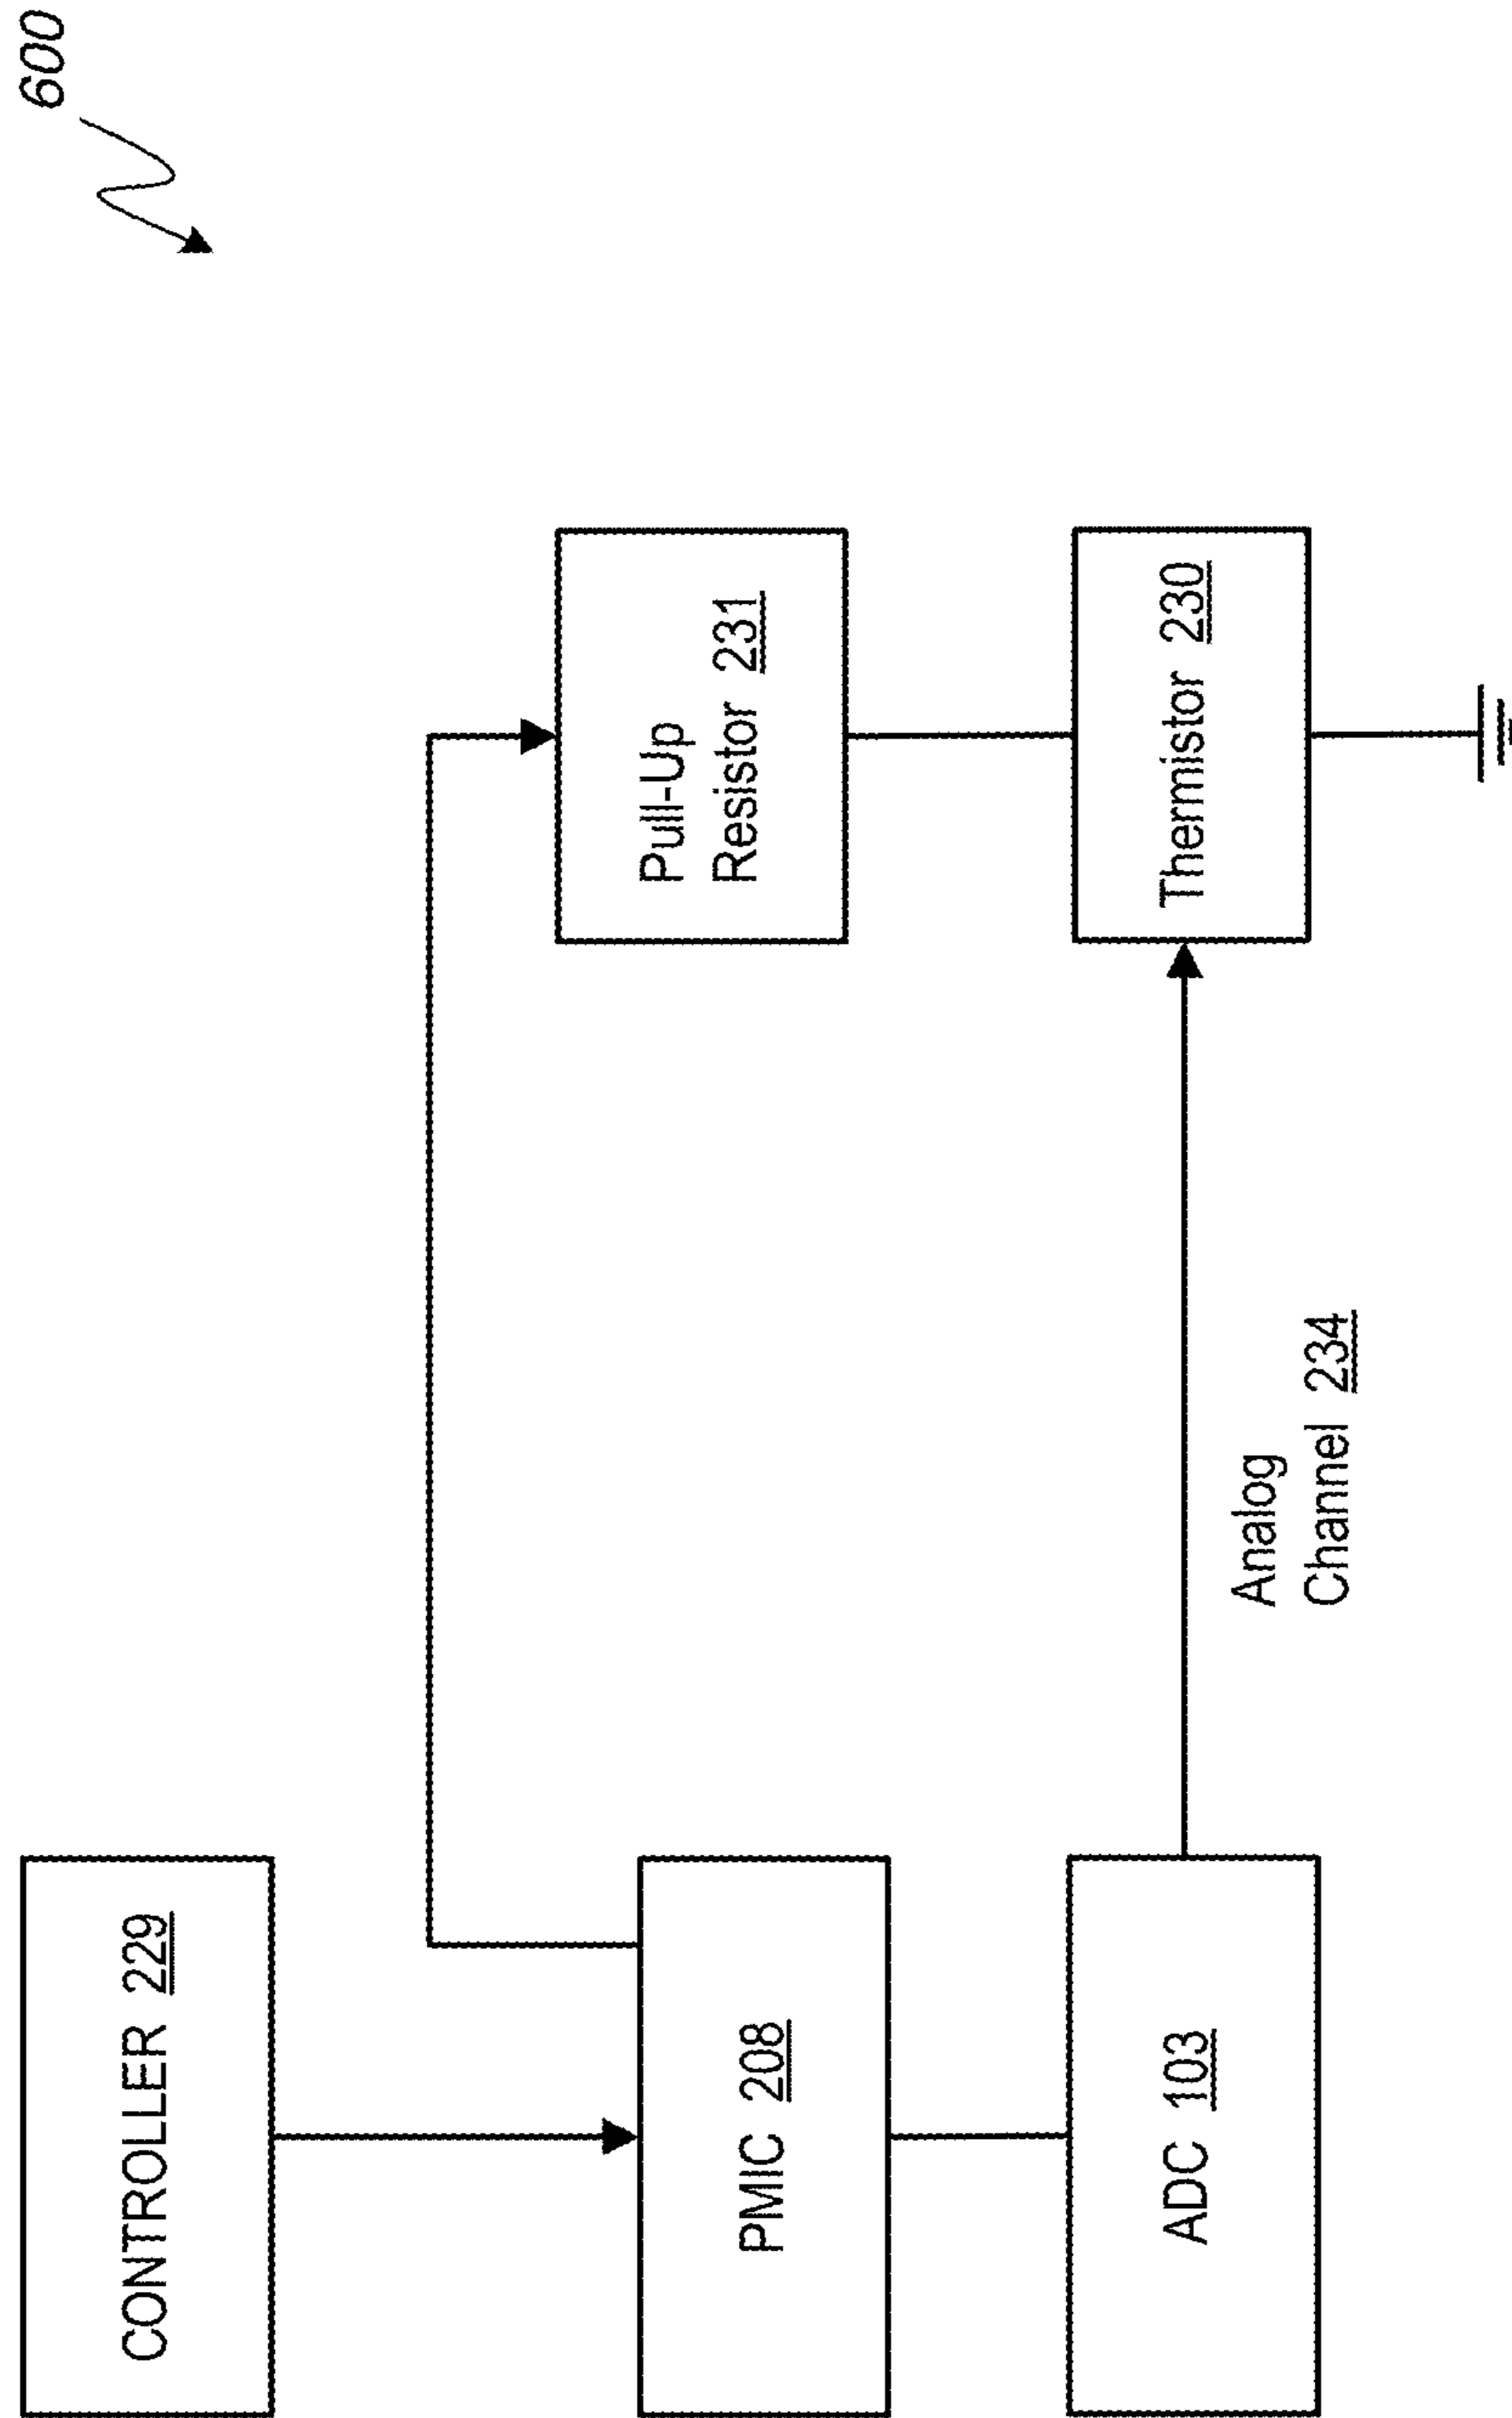 600
CONTROLLER 229
PMIC 208
ADC 103
Pull-Up
Resistor 231
Thermistor 230
Analog
Channel 234